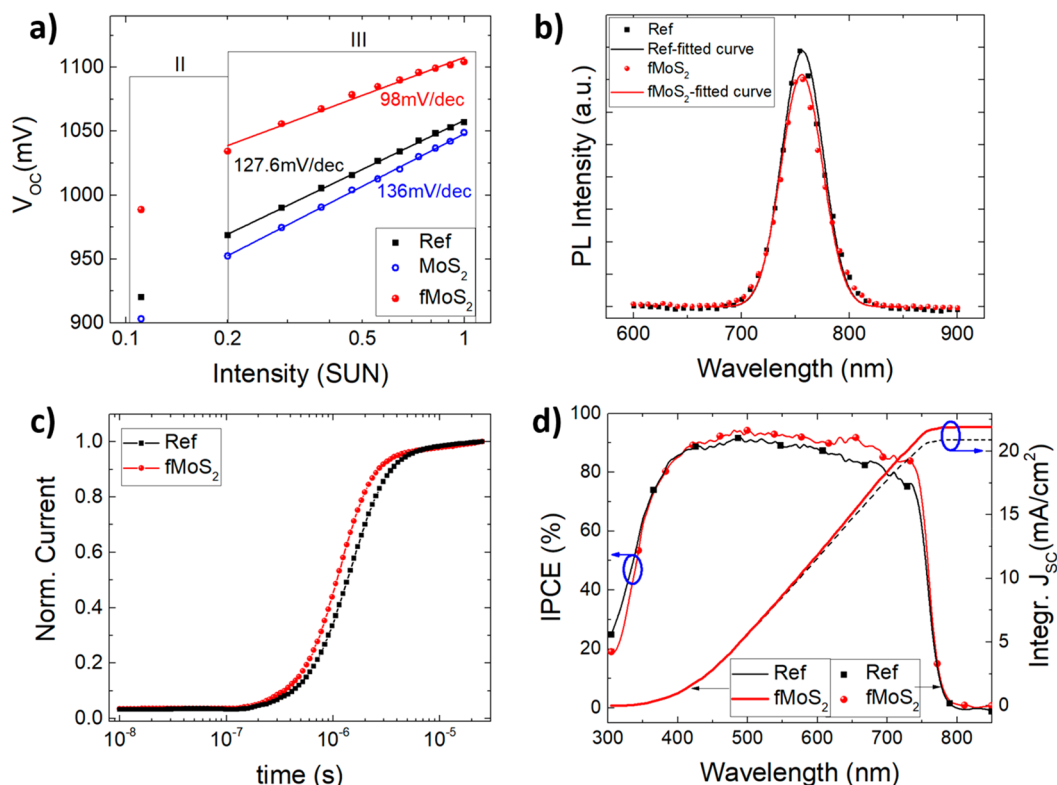 a)
II
III
1100
1050
1000
950
900
V_OC(mV)
98mV/dec
127.6mV/dec
136mV/dec
Ref
MoS₂
fMoS₂
0.1
0.2
0.5
1
Intensity (SUN)
b)
Ref
Ref-fitted curve
fMoS₂
fMoS₂-fitted curve
PL Intensity (a.u.)
600
700
800
900
Wavelength (nm)
c)
Ref
fMoS₂
1.0
0.8
0.6
0.4
0.2
0.0
Norm. Current
10⁻⁸
10⁻⁷
10⁻⁶
10⁻⁵
time (s)
d)
100
80
60
40
20
0
IPCE (%)
25
20
15
10
5
0
Integr. J_SC(mA/cm²)
Ref
fMoS₂
Ref
fMoS₂
300
400
500
600
700
800
Wavelength (nm)